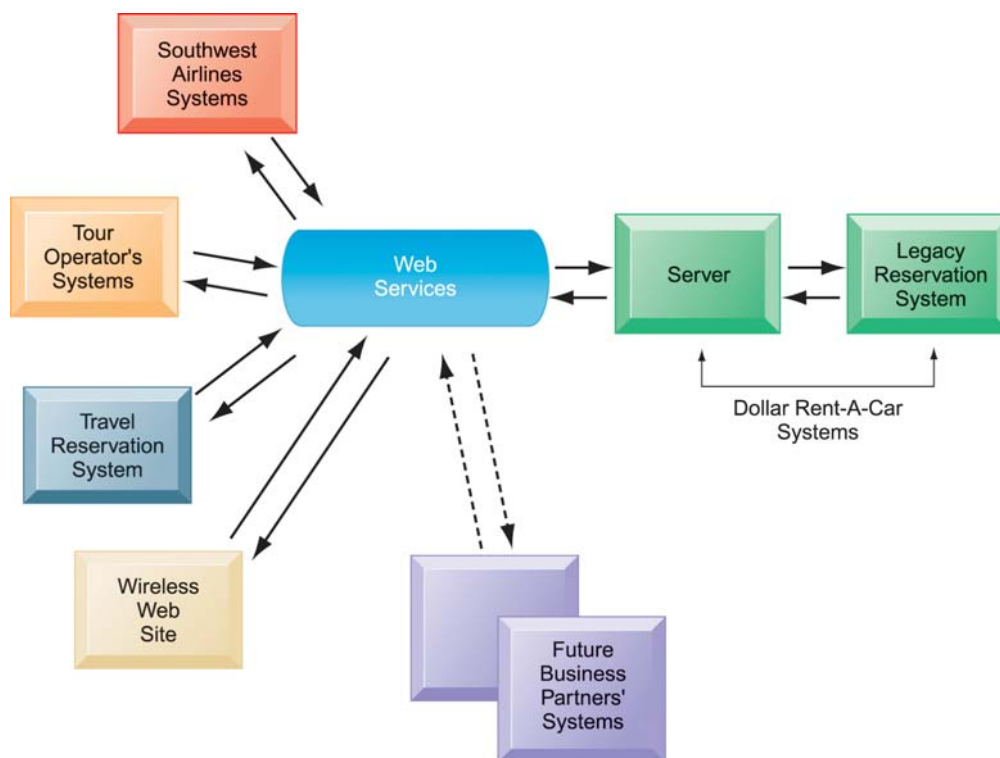 Southwest
Airlines
Systems
Tour
Operator's
Systems
Web
Services
Server
Legacy
Reservation
System
Dollar Rent-A-Car
Systems
Travel
Reservation
System
Wireless
Web
Site
Future
Business
Partners'
Systems